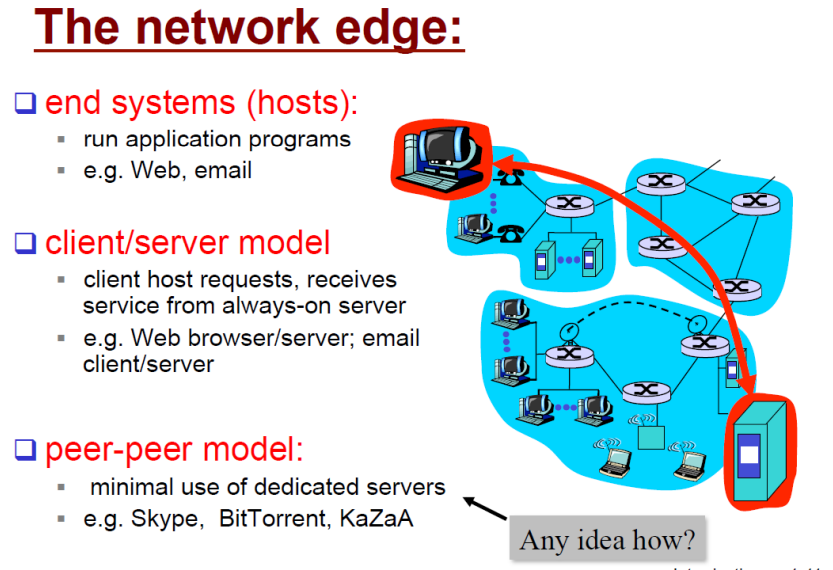 The network edge:
end systems (hosts):
run application programs
e.g. Web, email
client/server model
client host requests, receives
service from always-on server
e.g. Web browser/server; email
client/server
peer-peer model:
minimal use of dedicated servers
e.g. Skype, BitTorrent, KaZaA
Any idea how?